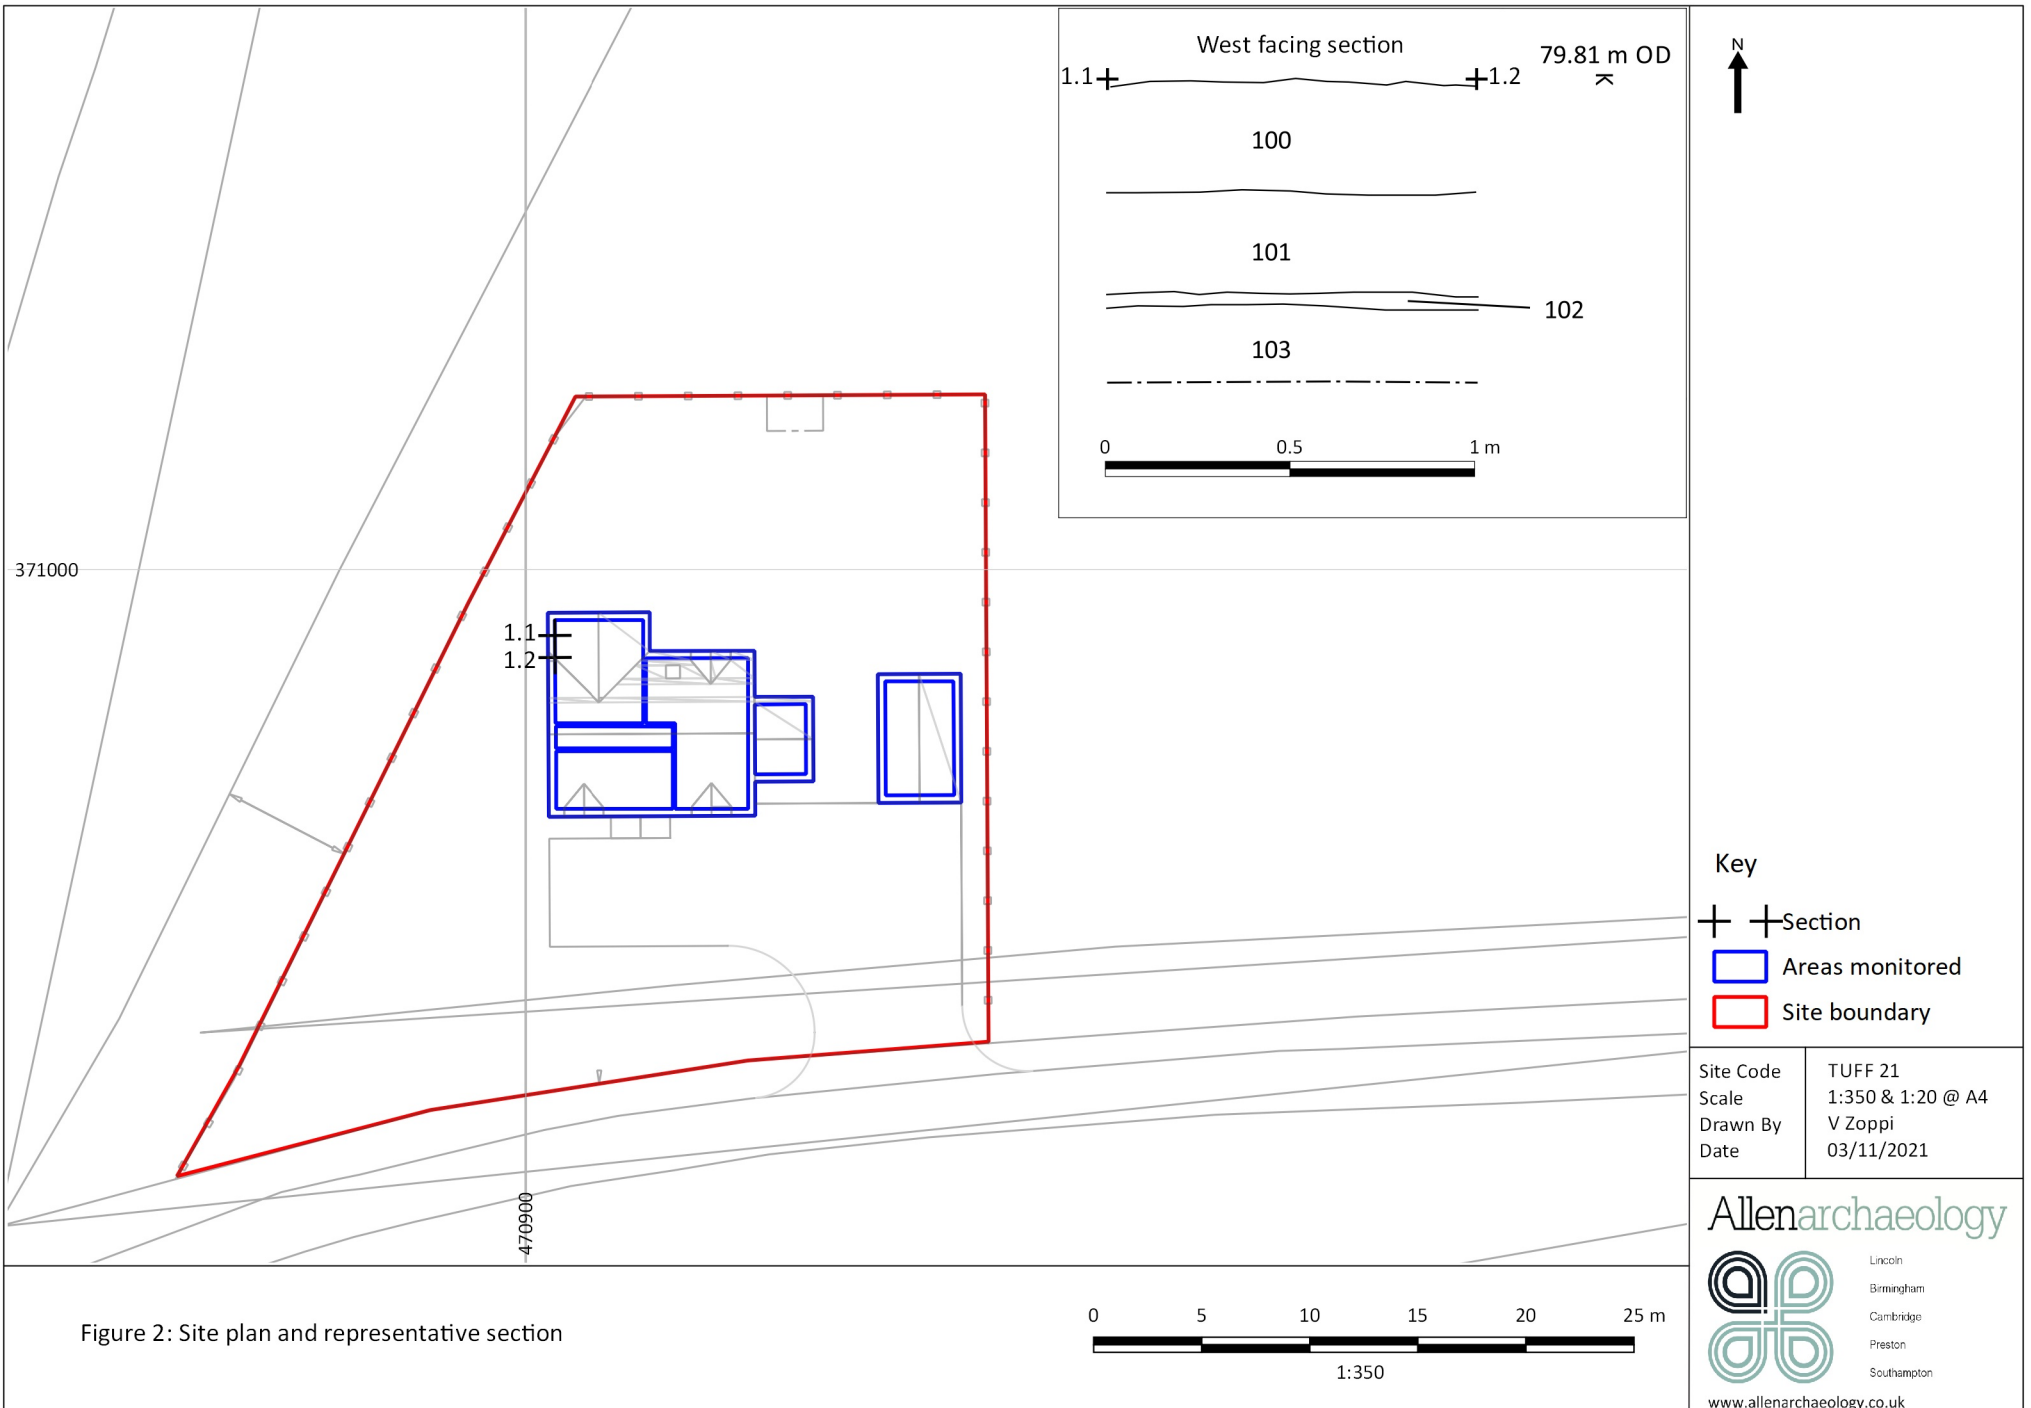 West facing section
79.81 m OD
1.1
1.2
100
101
102
103
0 0.5 1 m
N
371000
1.1
1.2
470900
Key
Section
Areas monitored
Site boundary
Site Code TUFF 21
Scale 1:350 & 1:20 @ A4
Drawn By V Zoppi
Date 03/11/2021
Allenarchaeology
Lincoln
Birmingham
Cambridge
Preston
Southampton
www.allenarchaeology.co.uk
Figure 2: Site plan and representative section
0 5 10 15 20 25 m
1:350